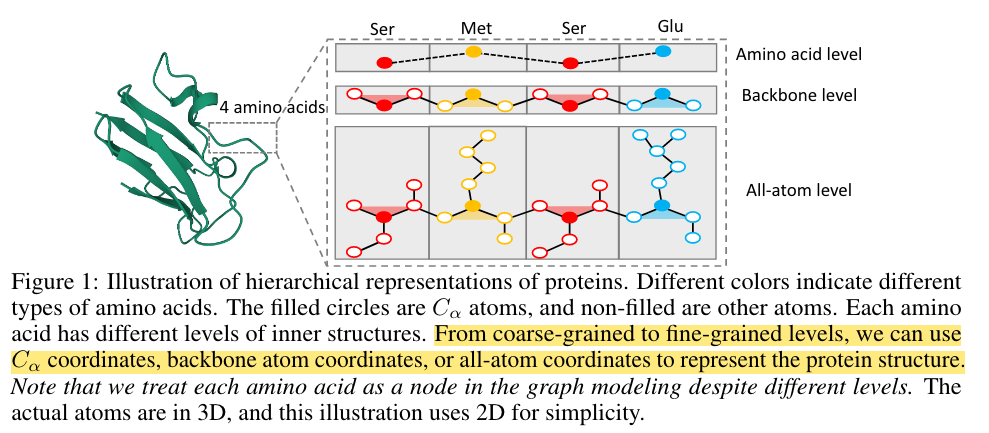 Ser Met Ser Glu
Amino acid level
4 amino acids
Backbone level
All-atom level
Figure 1: Illustration of hierarchical representations of proteins. Different colors indicate different
types of amino acids. The filled circles are Cα atoms, and non-filled are other atoms. Each amino
acid has different levels of inner structures. From coarse-grained to fine-grained levels, we can use
Cα coordinates, backbone atom coordinates, or all-atom coordinates to represent the protein structure.
Note that we treat each amino acid as a node in the graph modeling despite different levels. The
actual atoms are in 3D, and this illustration uses 2D for simplicity.